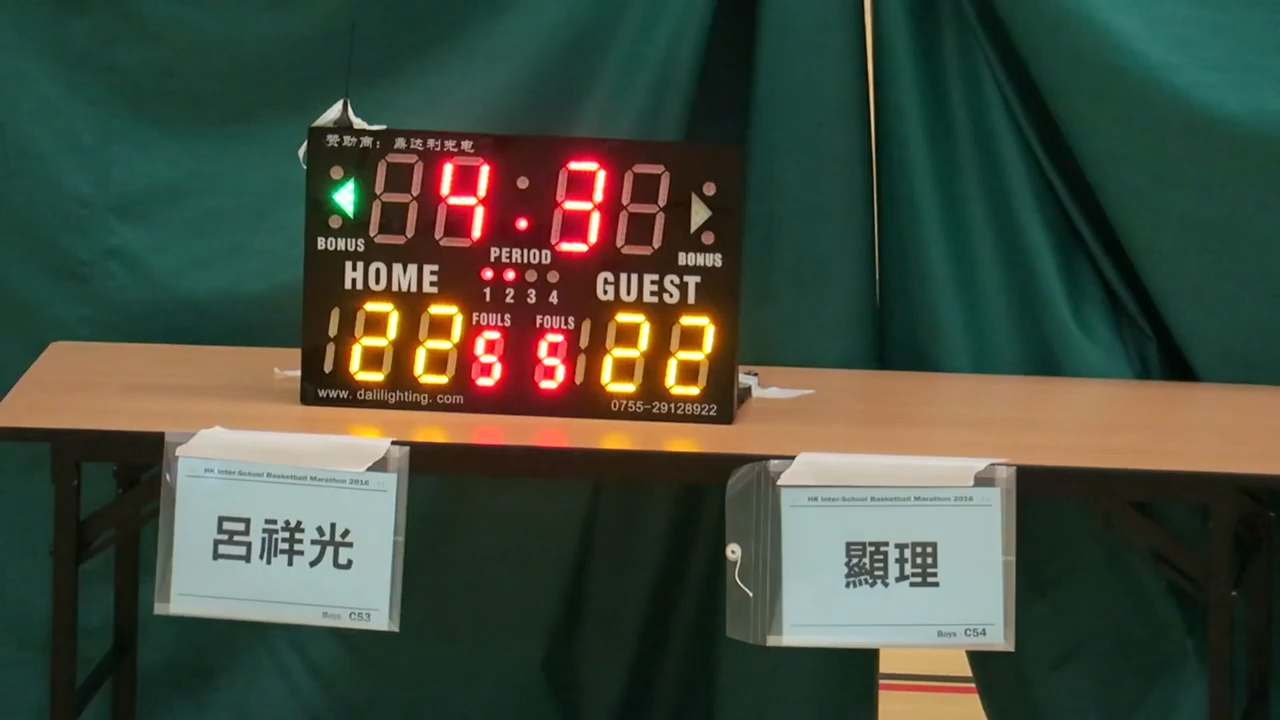 赞助商：鼎达利光电
4.3
BONUS
PERIOD
BONUS
HOME
1 2 3 4
GUEST
FOULS FOULS
22 5 5 22
www.dalilighting.com
0755-29128922
HK Inter-School Basketball Marathon 2016
呂祥光
Boys - C53
HK Inter-School Basketball Marathon 2016
顯理
Boys - C54